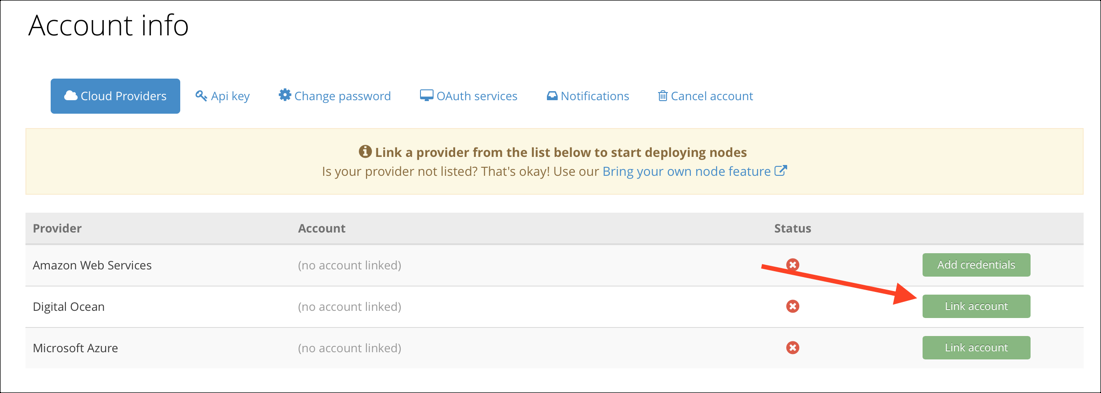 Account info
Cloud Providers Api key Change password OAuth services Notifications Cancel account
Link a provider from the list below to start deploying nodes
Is your provider not listed? That's okay! Use our Bring your own node feature
Provider Account Status
Amazon Web Services (no account linked) Add credentials
Digital Ocean (no account linked) Link account
Microsoft Azure (no account linked) Link account